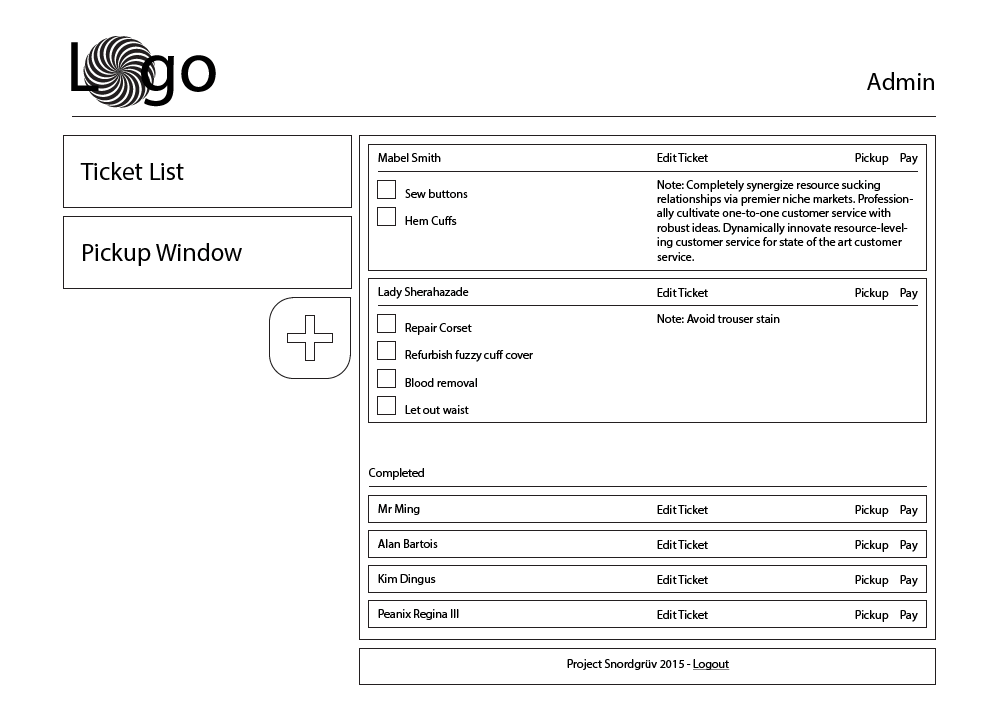 Logo
Admin
Ticket List
Pickup Window
Mabel Smith Edit Ticket Pickup Pay
Sew buttons
Hem Cuffs
Note: Completely synergize resource sucking
relationships via premier niche markets. Profession-
ally cultivate one-to-one customer service with
robust ideas. Dynamically innovate resource-level-
ing customer service for state of the art customer
service.
Lady Sherahazade Edit Ticket Pickup Pay
Repair Corset
Refurbish fuzzy cuff cover
Blood removal
Let out waist
Note: Avoid trouser stain
Completed
Mr Ming Edit Ticket Pickup Pay
Alan Bartois Edit Ticket Pickup Pay
Kim Dingus Edit Ticket Pickup Pay
Peanix Regina III Edit Ticket Pickup Pay
Project Snordgrüv 2015 - Logout